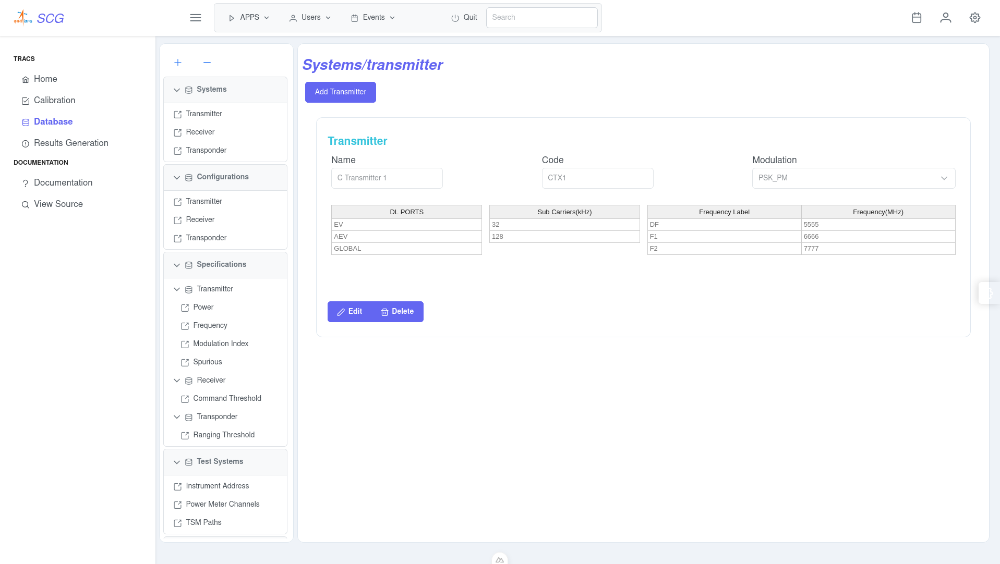 इसरो isro
SCG
APPS
Users
Events
Quit
Search
TRACS
Home
Calibration
Database
Results Generation
DOCUMENTATION
Documentation
View Source
Systems
Transmitter
Receiver
Transponder
Configurations
Transmitter
Receiver
Transponder
Specifications
Transmitter
Power
Frequency
Modulation Index
Spurious
Receiver
Command Threshold
Transponder
Ranging Threshold
Test Systems
Instrument Address
Power Meter Channels
TSM Paths
Systems/transmitter
Add Transmitter
Transmitter
Name Code Modulation
C Transmitter 1 CTX1 PSK_PM
DL PORTS Sub Carriers(kHz) Frequency Label Frequency(MHz)
EV 32 DF 5555
AEV 128 F1 6666
GLOBAL F2 7777
Edit Delete